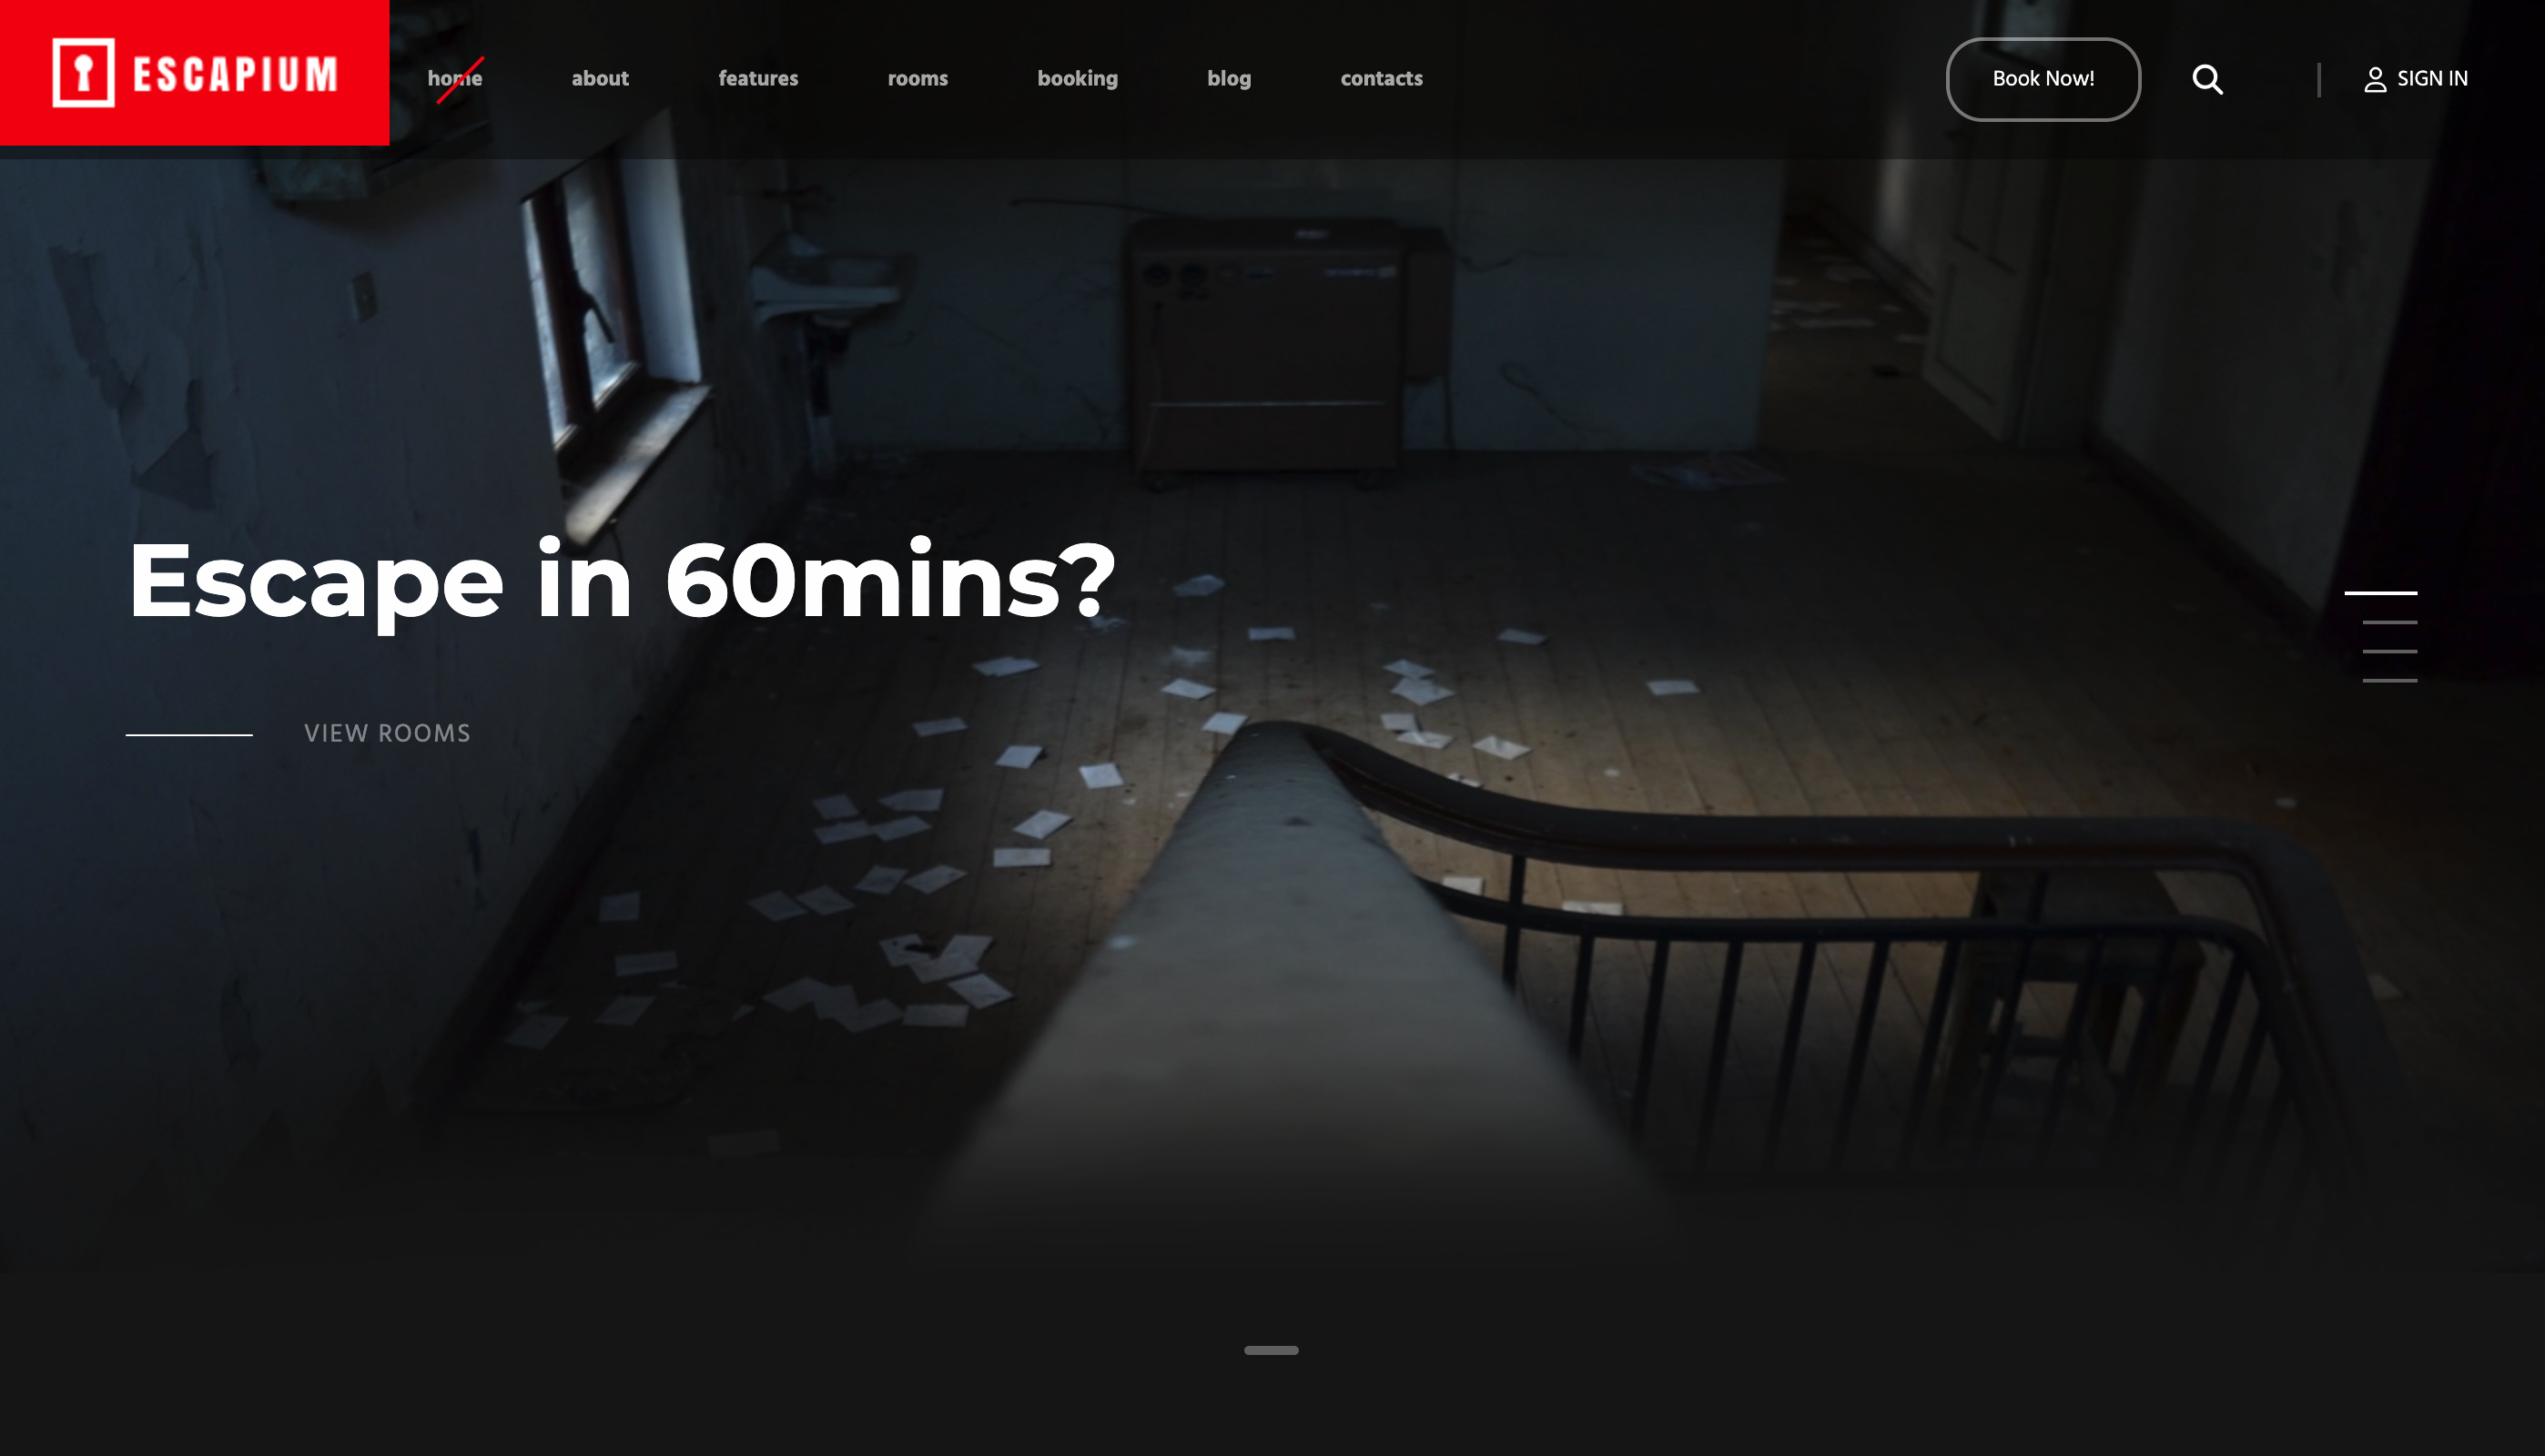 ESCAPIUM
home
about
features
rooms
booking
blog
contacts
Book Now!
SIGN IN
Escape in 60mins?
VIEW ROOMS